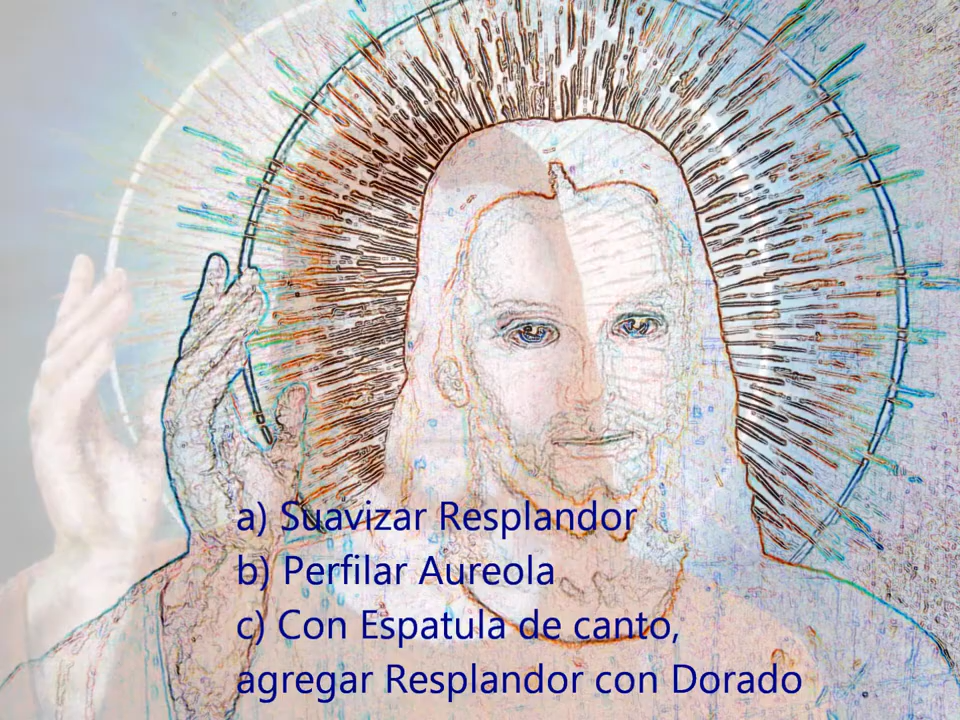 a) Suavizar Resplandor
b) Perfilar Aureola
c) Con Espatula de canto,
agregar Resplandor con Dorado